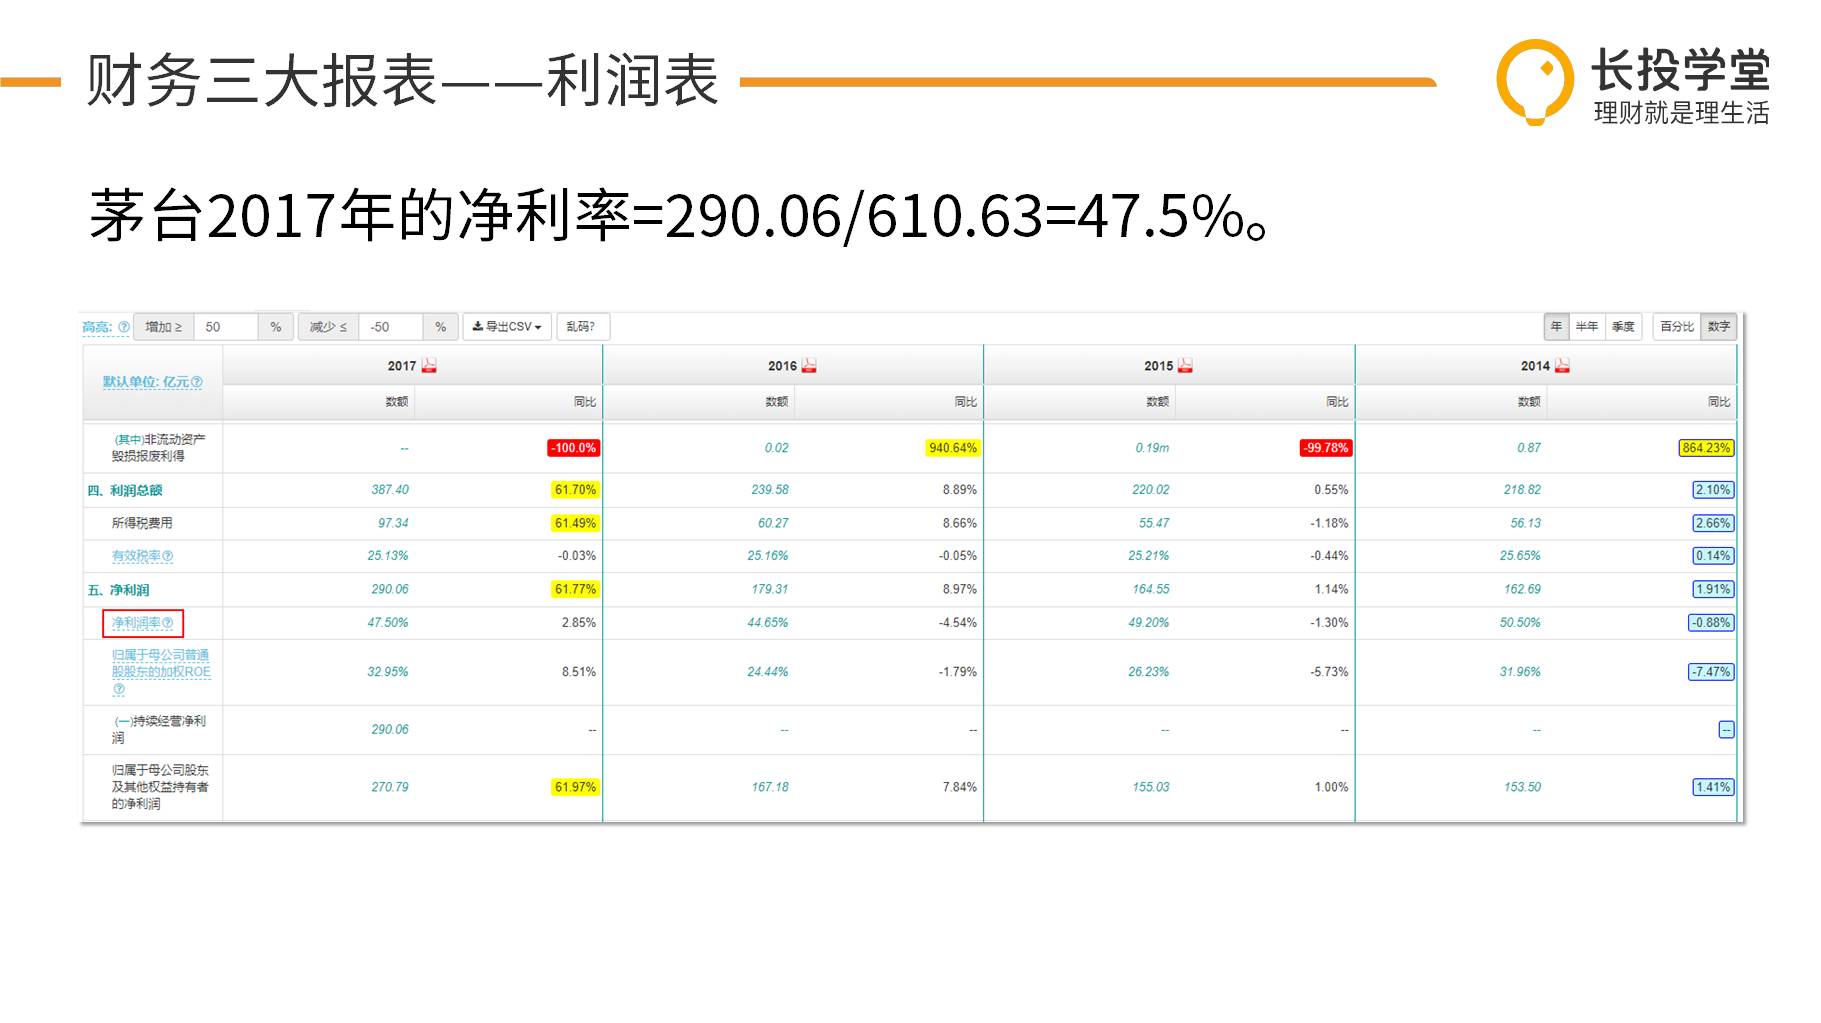 财务三大报表——利润表
长投学堂
理财就是理生活
茅台2017年的净利率=290.06/610.63=47.5%。
高亮: 增加 ≥ 50 % 减少 ≤ -50 % 导出CSV 乱码? 年 半年 季度 百分比 数字
默认单位: 亿元 2017 2016 2015 2014
数额 同比 数额 同比 数额 同比 数额 同比
(其中)非流动资产
毁损报废利得 -- -100.0% 0.02 940.64% 0.19m -99.78% 0.87 864.23%
四、利润总额 387.40 61.70% 239.58 8.89% 220.02 0.55% 218.82 2.10%
所得税费用 97.34 61.49% 60.27 8.66% 55.47 -1.18% 56.13 2.66%
有效税率 25.13% -0.03% 25.16% -0.05% 25.21% -0.44% 25.65% 0.14%
五、净利润 290.06 61.77% 179.31 8.97% 164.55 1.14% 162.69 1.91%
净利润率 47.50% 2.85% 44.65% -4.54% 49.20% -1.30% 50.50% -0.88%
归属于母公司普通
股股东的加权ROE 32.95% 8.51% 24.44% -1.79% 26.23% -5.73% 31.96% -7.47%
(一)持续经营净利
润 290.06 -- -- -- -- -- -- --
归属于母公司股东
及其他权益持有者
的净利润 270.79 61.97% 167.18 7.84% 155.03 1.00% 153.50 1.41%